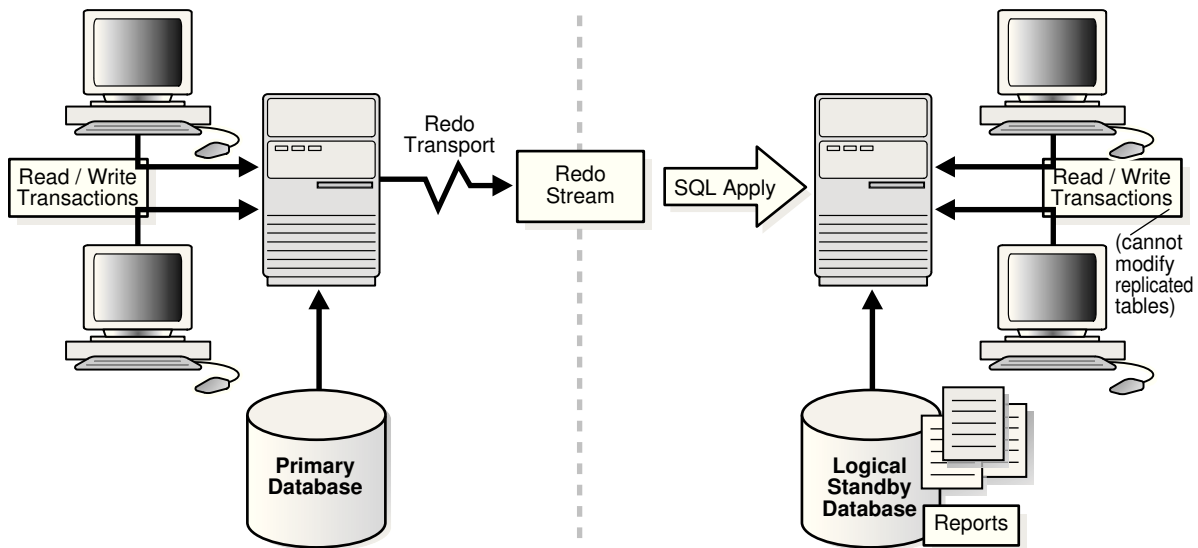 Read / Write
Transactions
Redo
Transport
Redo
Stream
SQL Apply
Read / Write
Transactions
(cannot
modify
replicated
tables)
Primary
Database
Logical
Standby
Database
Reports